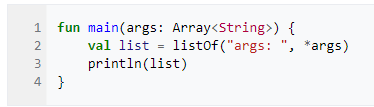 1 fun main(args: Array<String>) {
2     val list = listOf("args: ", *args)
3     println(list)
4 }